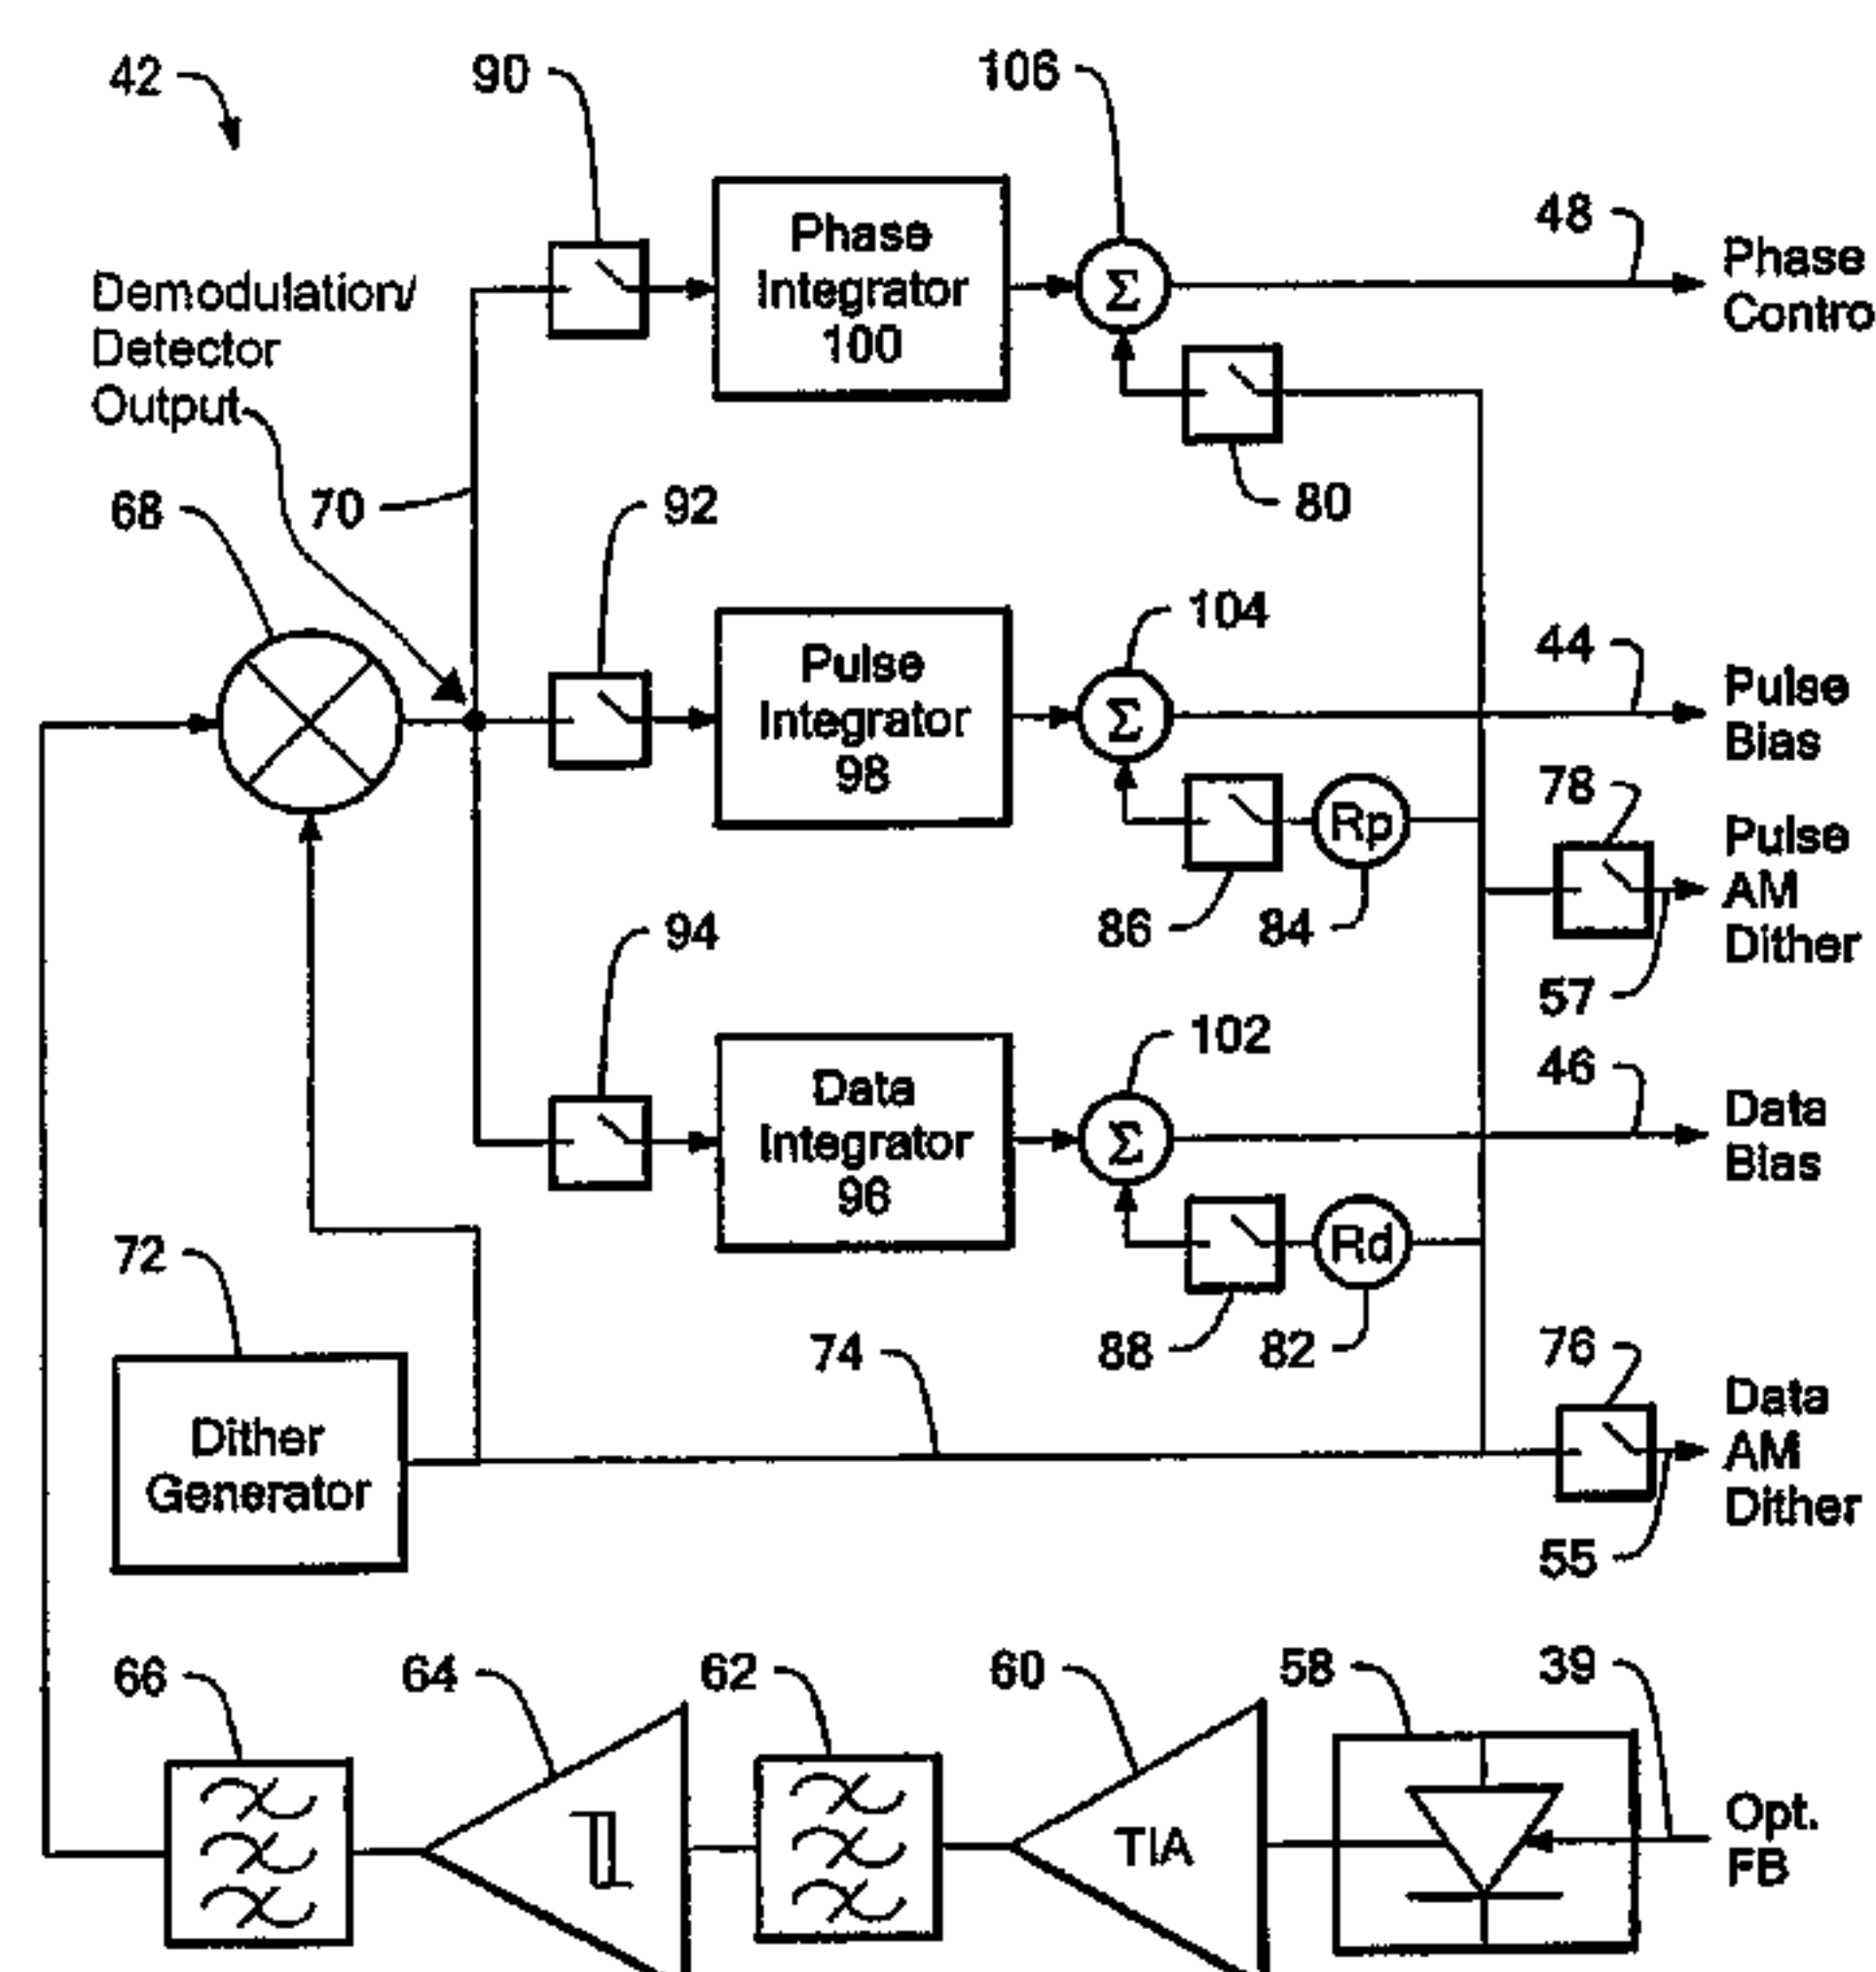 42
90
106
Phase
Integrator
100
Σ
48
Phase
Contro
Demodulation/
Detector
Output
80
68
70
92
104
Pulse
Integrator
98
Σ
44
Pulse
Bias
78
Pulse
AM
Dither
57
Rp
86
84
94
102
Data
Integrator
96
Σ
46
Data
Bias
Rd
88
82
72
Dither
Generator
74
76
Data
AM
Dither
55
66
64
62
60
TIA
58
39
Opt.
FB